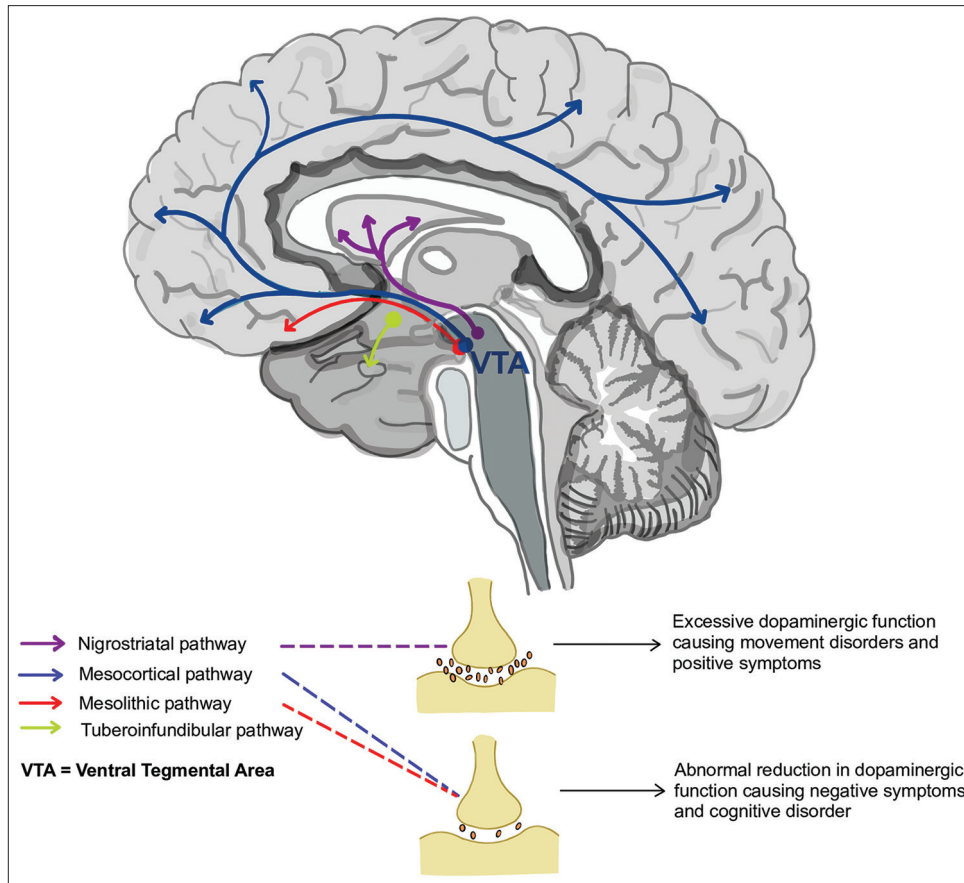 VTA
Nigrostriatal pathway
Mesocortical pathway
Mesolithic pathway
Tuberoinfundibular pathway
VTA = Ventral Tegmental Area
Excessive dopaminergic function
causing movement disorders and
positive symptoms
Abnormal reduction in dopaminergic
function causing negative symptoms
and cognitive disorder